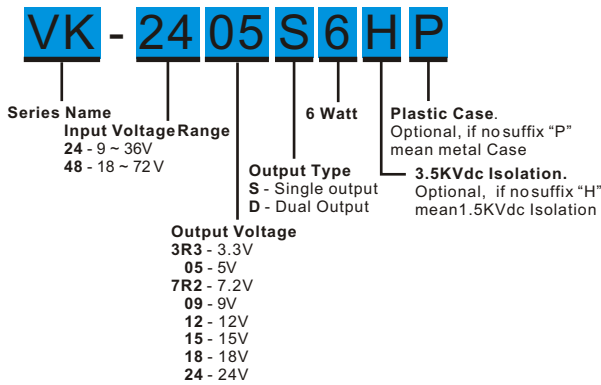 VK - 24 05 S 6 H P
Series Name
Input Voltage Range
24 - 9 ~ 36V
48 - 18 ~ 72 V
Output Voltage
3R3 - 3.3V
05 - 5V
7R2 - 7.2V
09 - 9V
12 - 12V
15 - 15V
18 - 18V
24 - 24V
Output Type
S - Single output
D - Dual Output
6 Watt
Plastic Case.
Optional, if no suffix “P”
mean metal Case
3.5KVdc Isolation.
Optional, if no suffix “H”
mean1.5KVdc Isolation